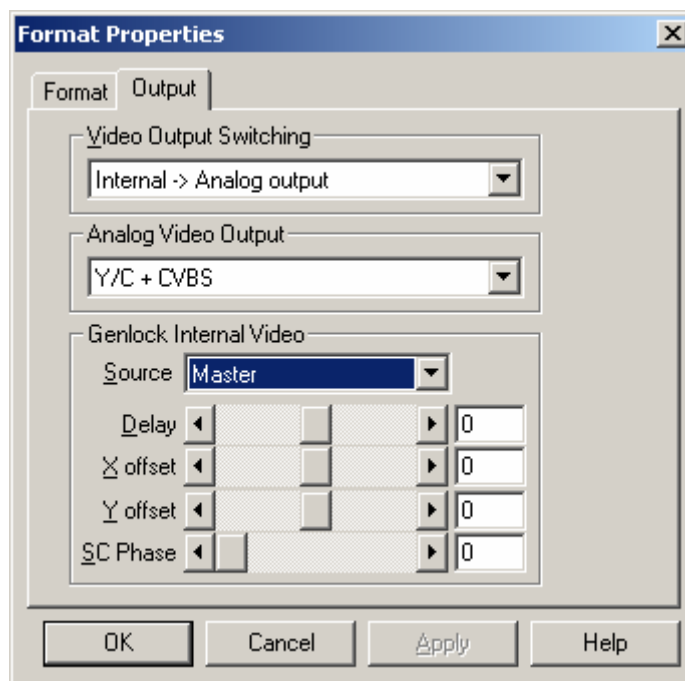 Format Properties
Format Output
Video Output Switching
Internal -> Analog output
Analog Video Output
Y/C + CVBS
Genlock Internal Video
Source Master
Delay 0
X offset 0
Y offset 0
SC Phase 0
OK Cancel Apply Help